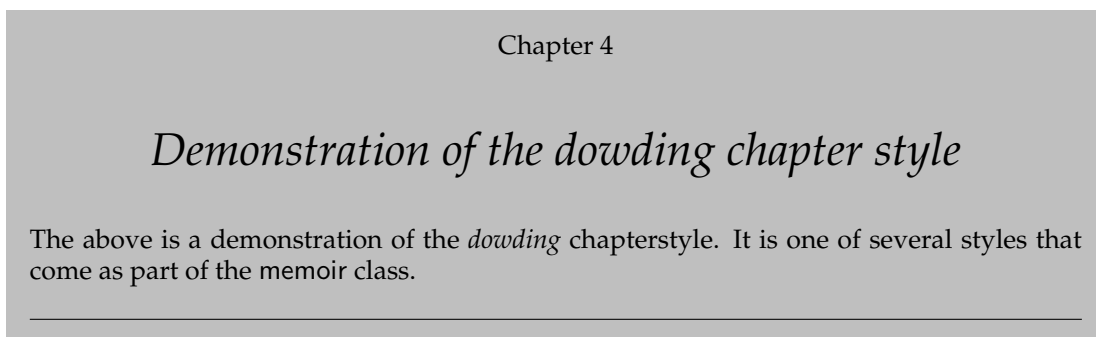 Chapter 4
Demonstration of the dowding chapter style
The above is a demonstration of the dowding chapterstyle. It is one of several styles that
come as part of the memoir class.